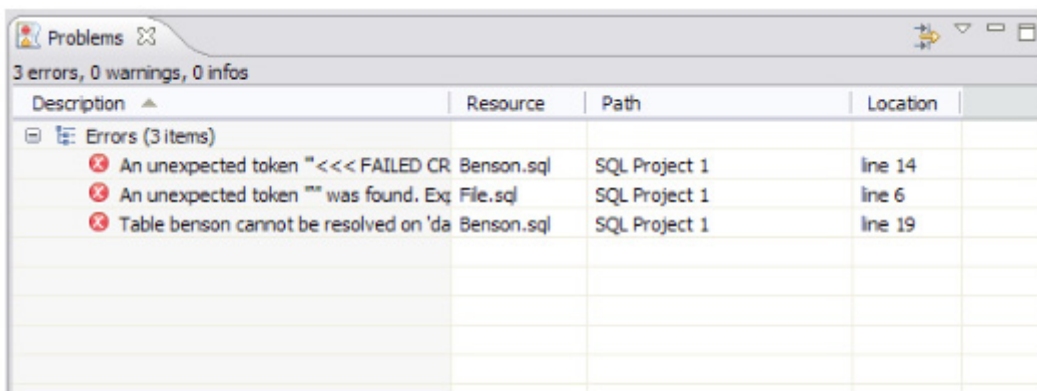 Problems
3 errors, 0 warnings, 0 infos
Description Resource Path Location
Errors (3 items)
An unexpected token "'<<< FAILED CR Benson.sql SQL Project 1 line 14
An unexpected token "'" was found. Exp File.sql SQL Project 1 line 6
Table benson cannot be resolved on 'da Benson.sql SQL Project 1 line 19